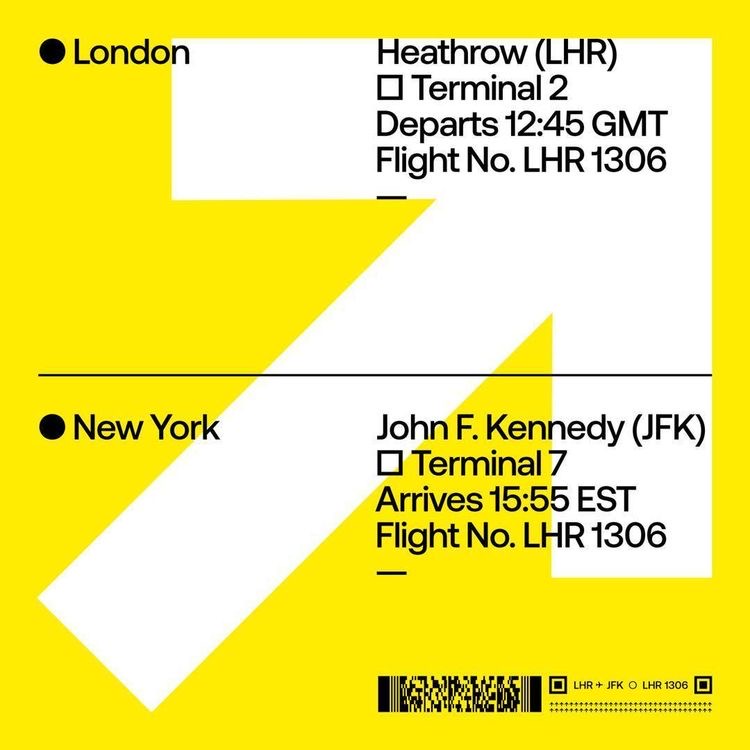 ● London
Heathrow (LHR)
□ Terminal 2
Departs 12:45 GMT
Flight No. LHR 1306
—
● New York
John F. Kennedy (JFK)
□ Terminal 7
Arrives 15:55 EST
Flight No. LHR 1306
—
LHR ✈ JFK ○ LHR 1306